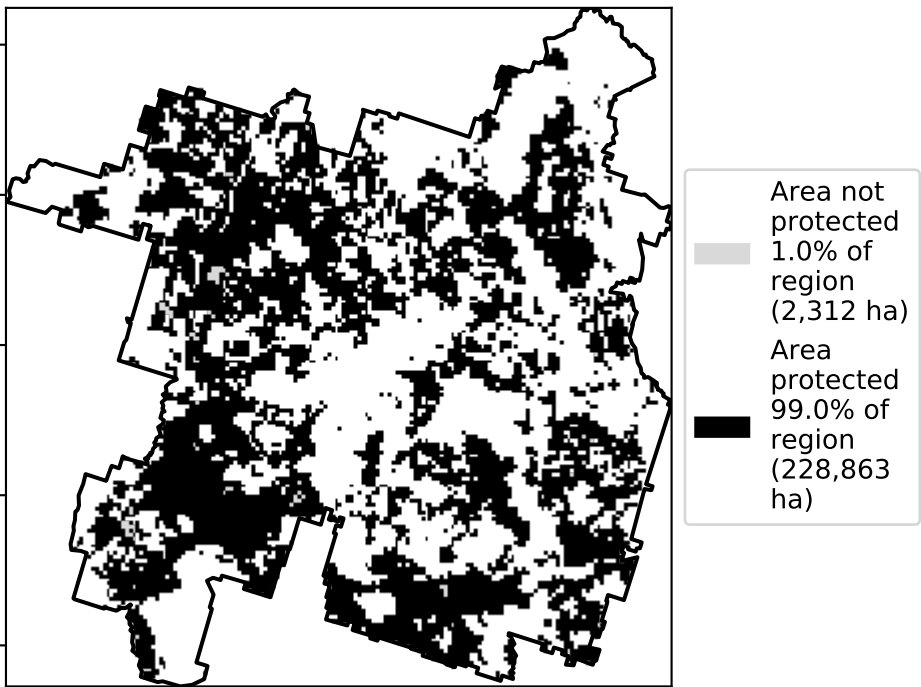 Area not
protected
1.0% of
region
(2,312 ha)
Area
protected
99.0% of
region
(228,863
ha)